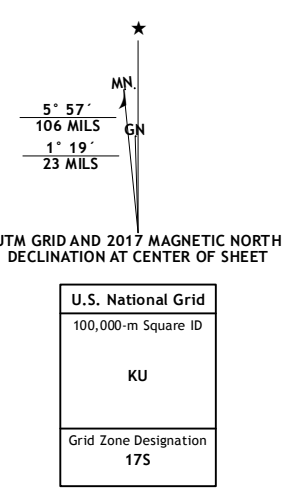 MN.
5° 57´
106 MILS
GN
1° 19´
23 MILS
UTM GRID AND 2017 MAGNETIC NORTH
DECLINATION AT CENTER OF SHEET
U.S. National Grid
100,000-m Square ID
KU
Grid Zone Designation
17S